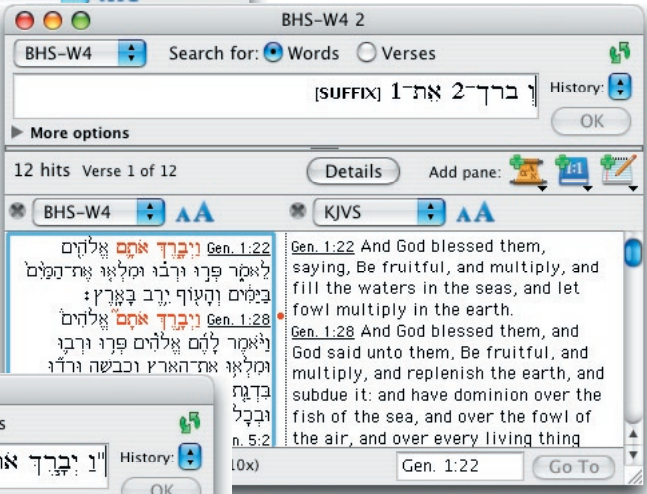 BHS-W4 2
BHS-W4 Search for: Words Verses
וְ ברך־2 אֵת־1 [SUFFIX] History:
OK
More options
12 hits Verse 1 of 12 Details Add pane:
BHS-W4 AA KJVS AA
Gen. 1:22 וַיְבָרֶךְ אֹתָם אֱלֹהִים
לֵאמֹר פְּרוּ וּרְבוּ וּמִלְאוּ אֶת־הַמַּיִם
בַּיַּמִּים וְהָעוֹף יִרֶב בָּאָרֶץ׃
Gen. 1:28 וַיְבָרֶךְ אֹתָם אֱלֹהִים
וַיֹּאמֶר לָהֶם אֱלֹהִים פְּרוּ וּרְבוּ
וּמִלְאוּ אֶת־הָאָרֶץ וְכִבְשֻׁהָ וּרְדוּ
בִּדְגַת
וּבְכָל
n. 5:2
Gen. 1:22 And God blessed them,
saying, Be fruitful, and multiply, and
fill the waters in the seas, and let
fowl multiply in the earth.
Gen. 1:28 And God blessed them, and
God said unto them, Be fruitful, and
multiply, and replenish the earth, and
subdue it: and have dominion over the
fish of the sea, and over the fowl of
the air, and over every living thing
10x) Gen. 1:22 Go To
s
"וַ יְבָרֶךְ History:
OK